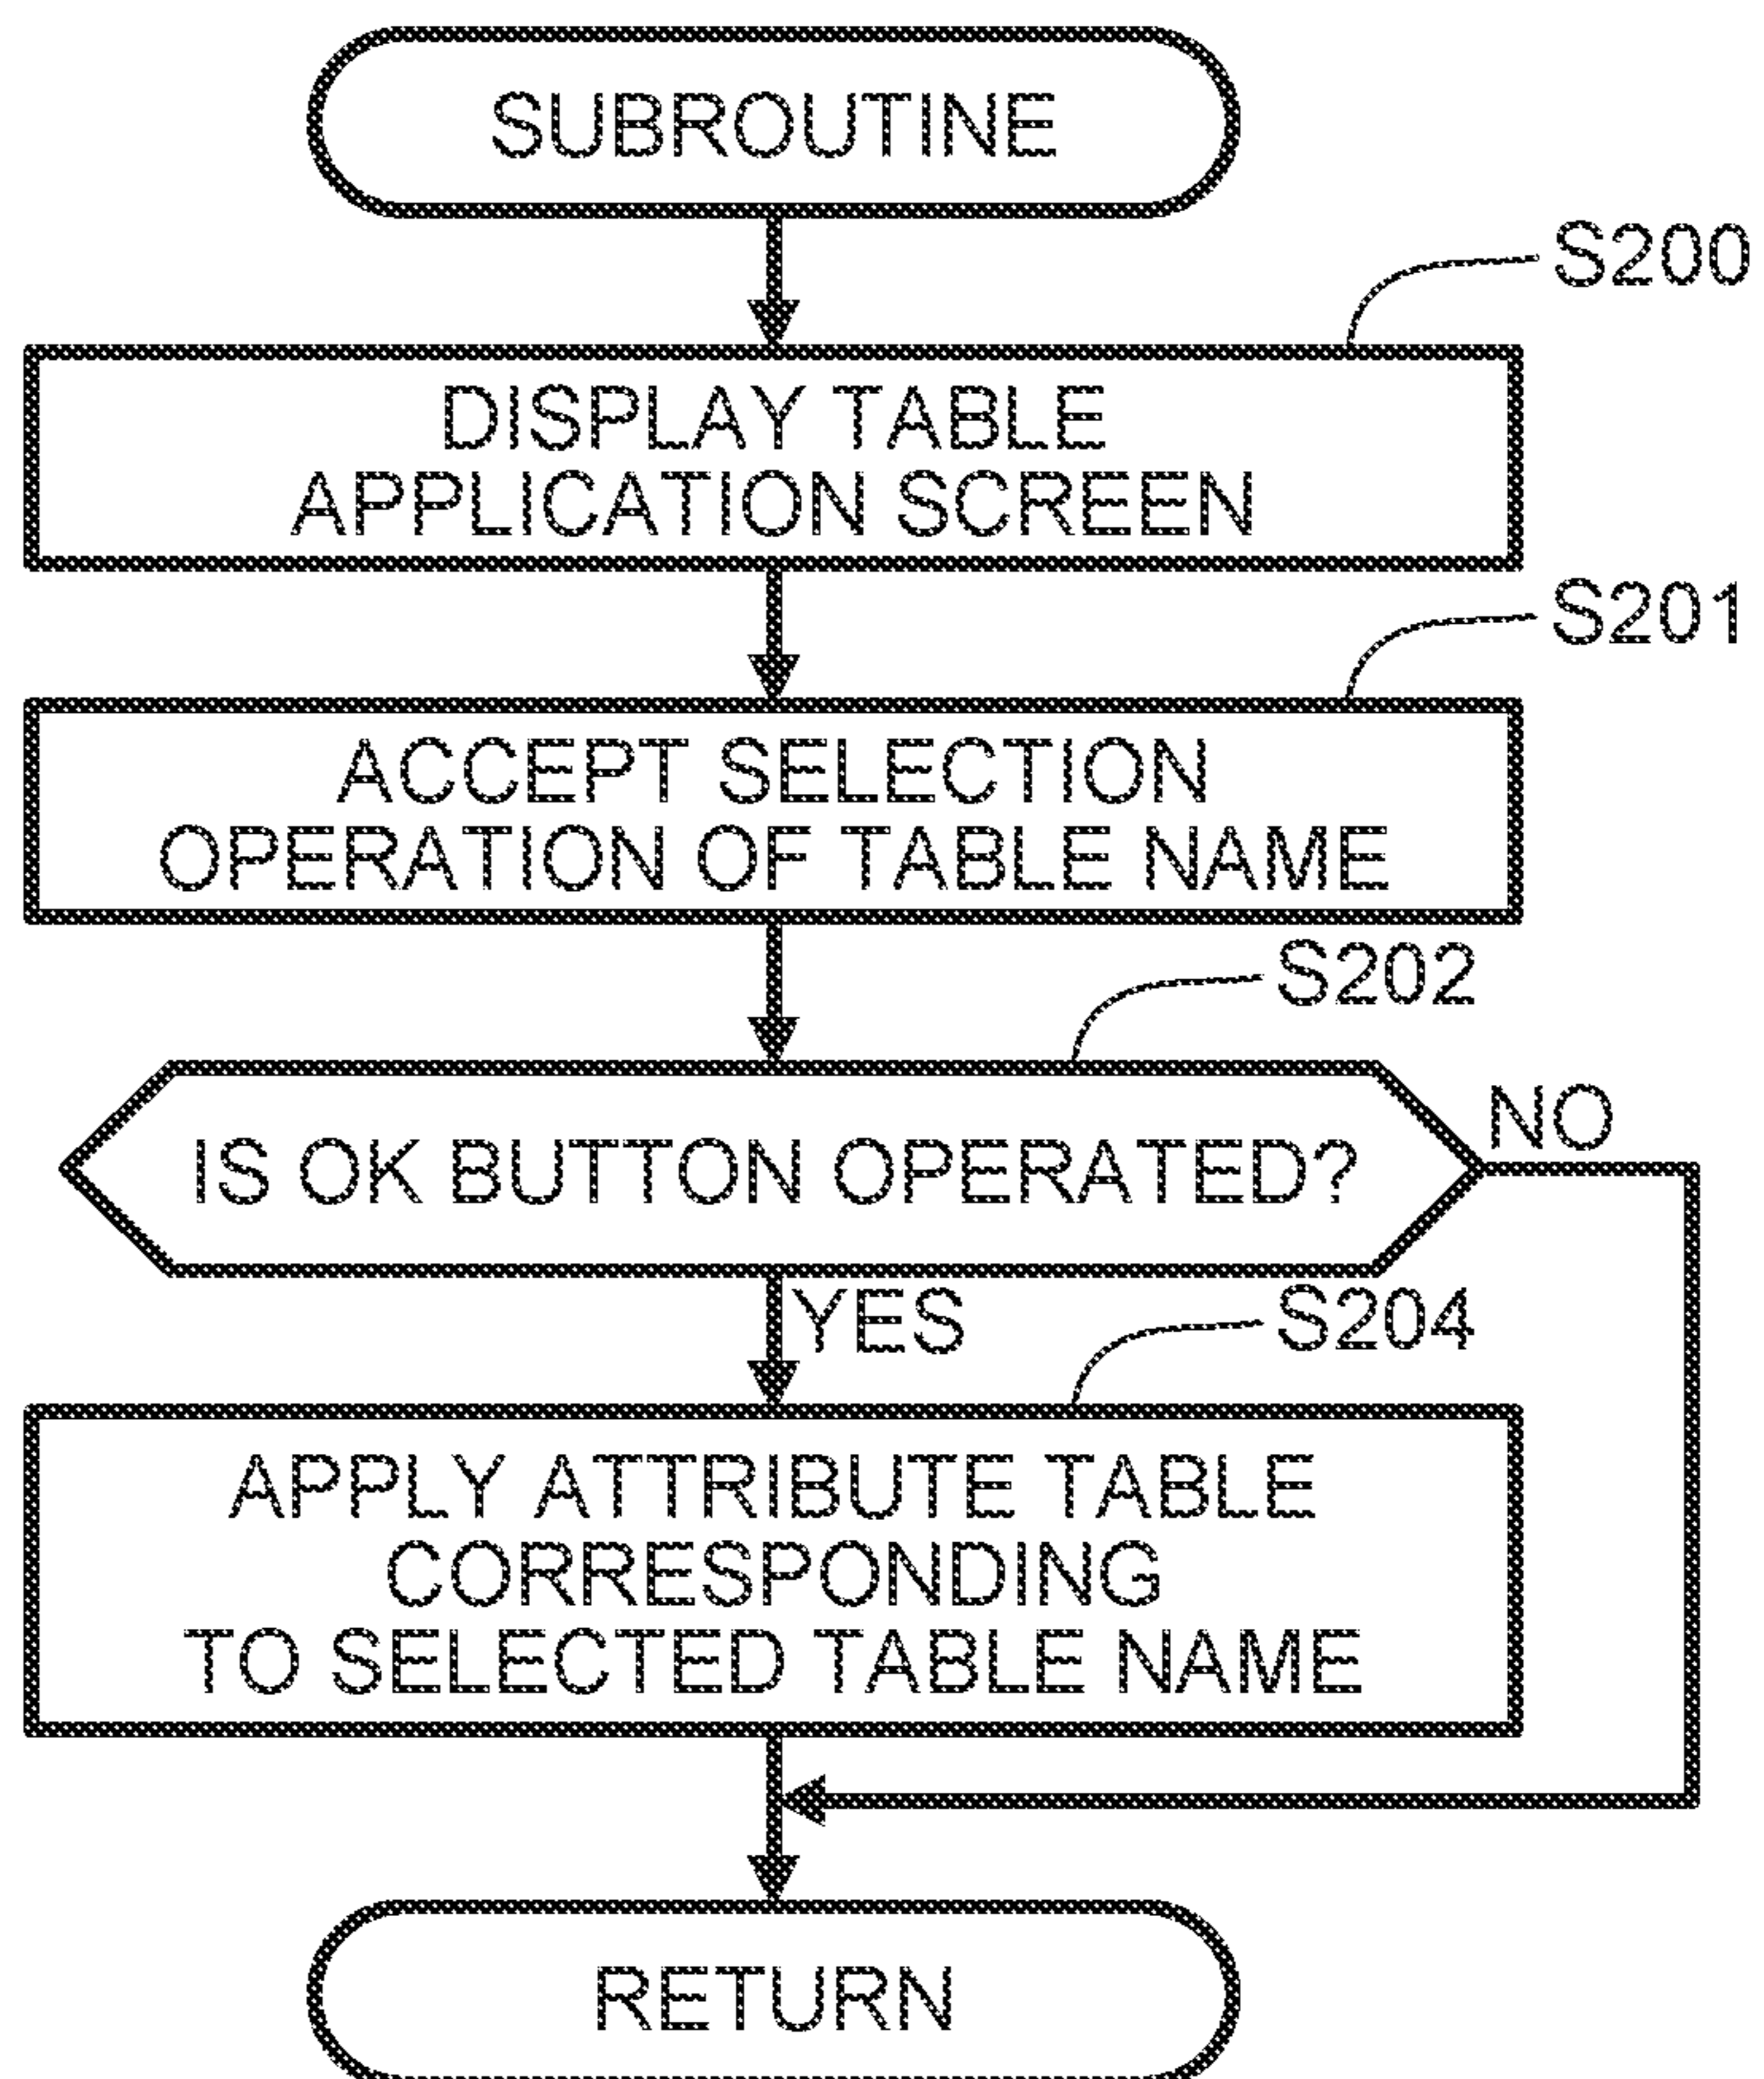 SUBROUTINE
S200
DISPLAY TABLE
APPLICATION SCREEN
S201
ACCEPT SELECTION
OPERATION OF TABLE NAME
S202
IS OK BUTTON OPERATED?
NO
YES
S204
APPLY ATTRIBUTE TABLE
CORRESPONDING
TO SELECTED TABLE NAME
RETURN